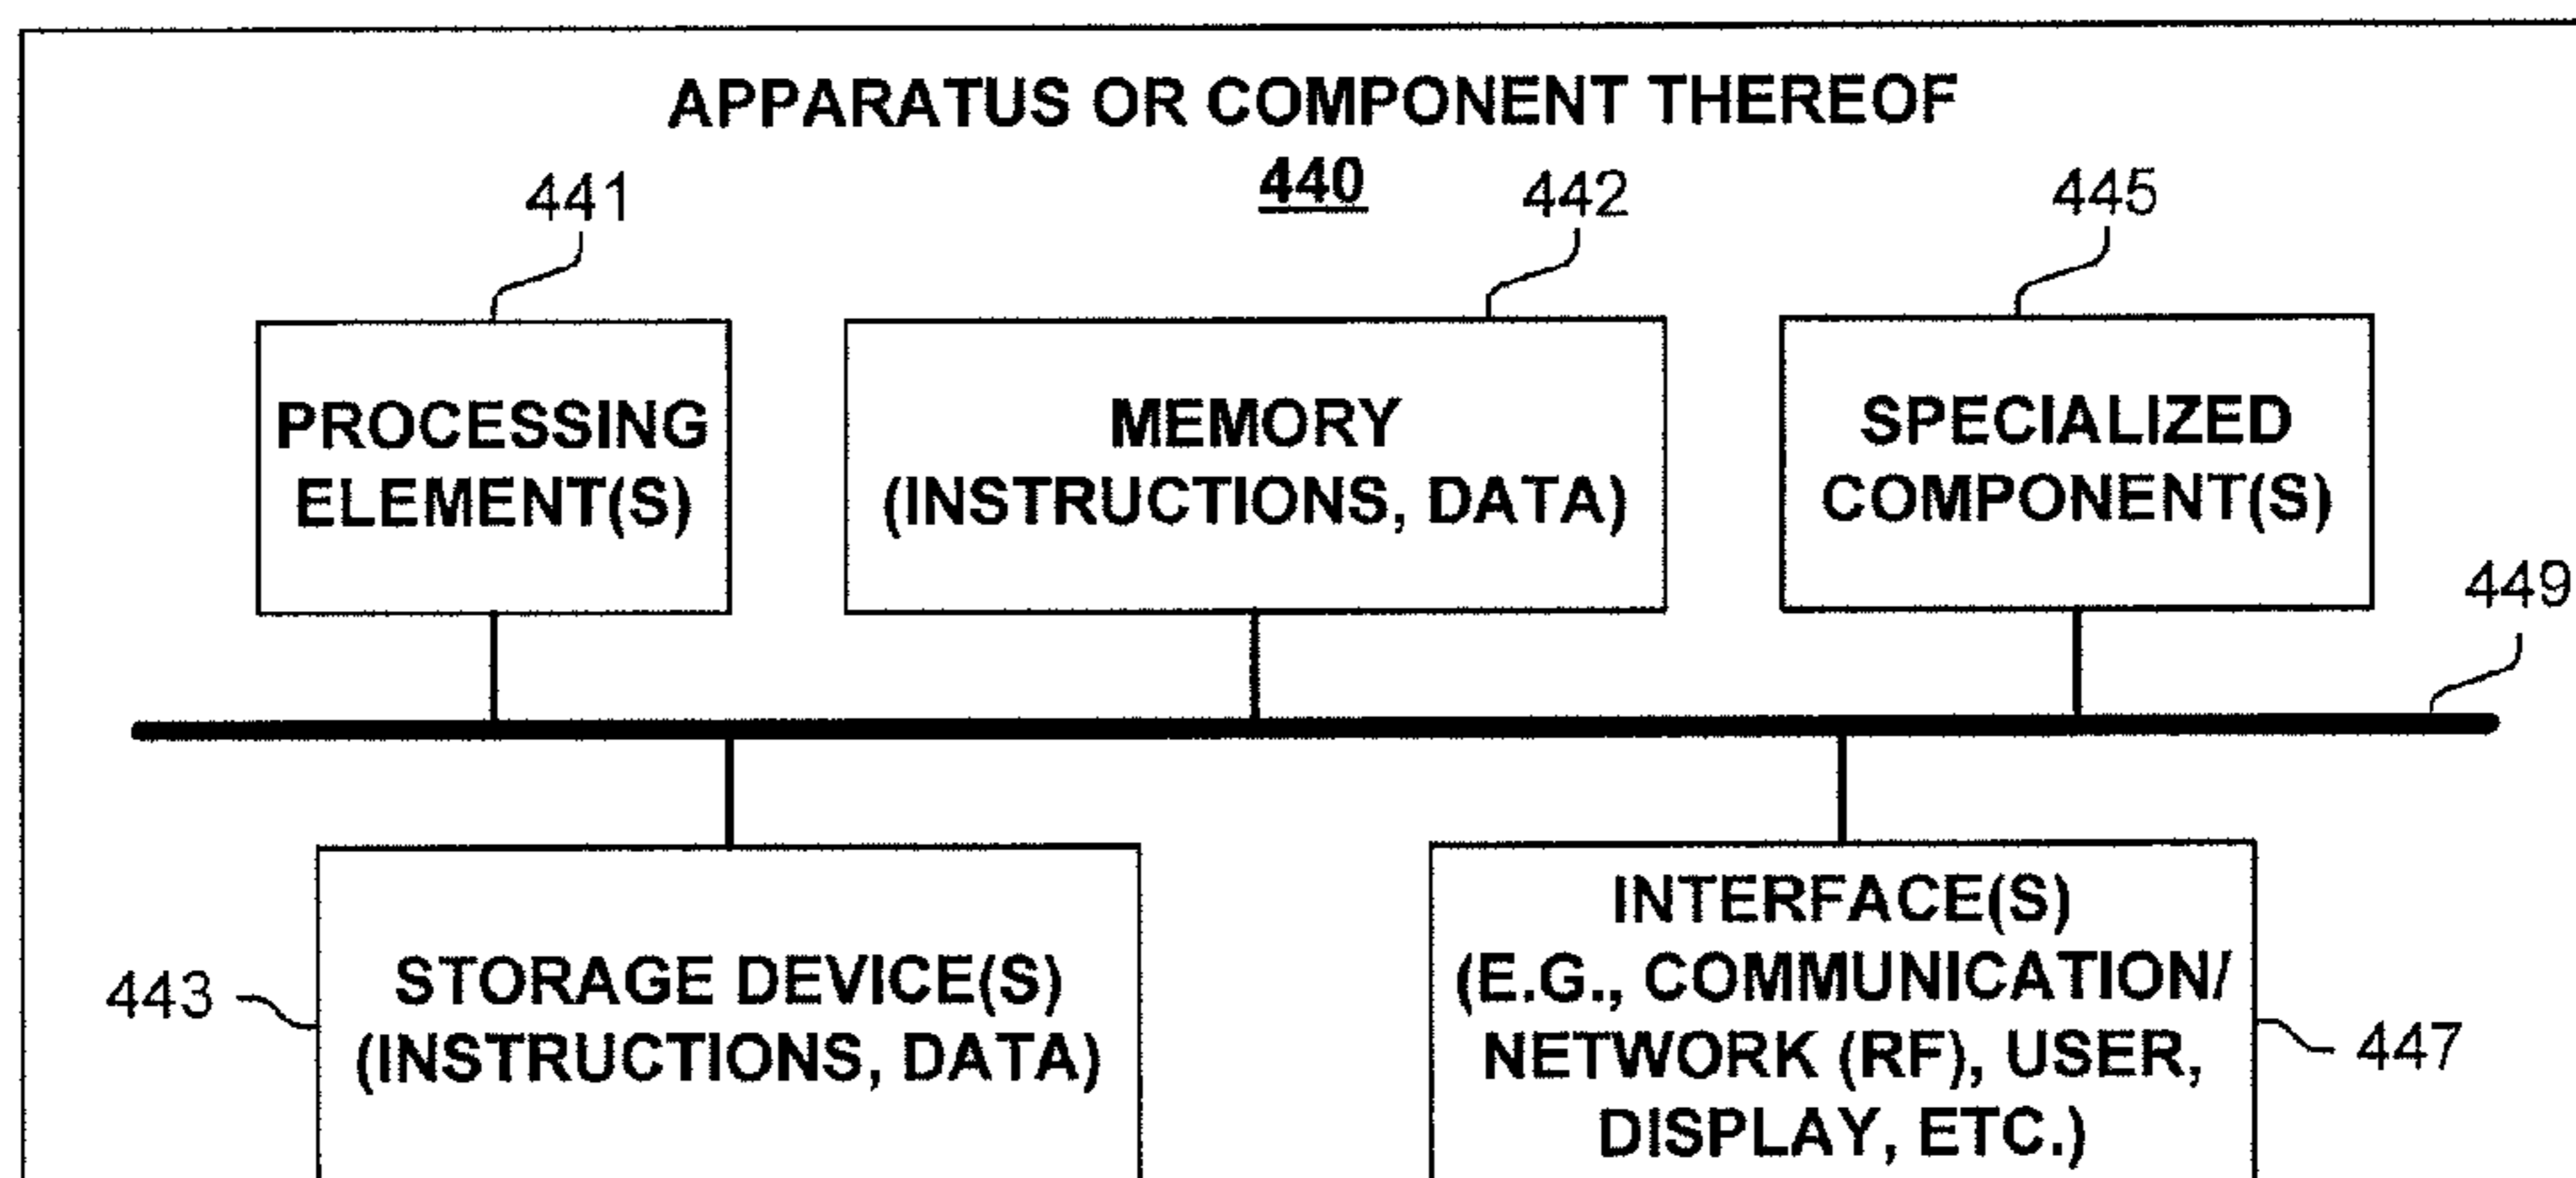 APPARATUS OR COMPONENT THEREOF
440
441
442
445
PROCESSING
ELEMENT(S)
MEMORY
(INSTRUCTIONS, DATA)
SPECIALIZED
COMPONENT(S)
449
443
STORAGE DEVICE(S)
(INSTRUCTIONS, DATA)
INTERFACE(S)
(E.G., COMMUNICATION/
NETWORK (RF), USER,
DISPLAY, ETC.)
447